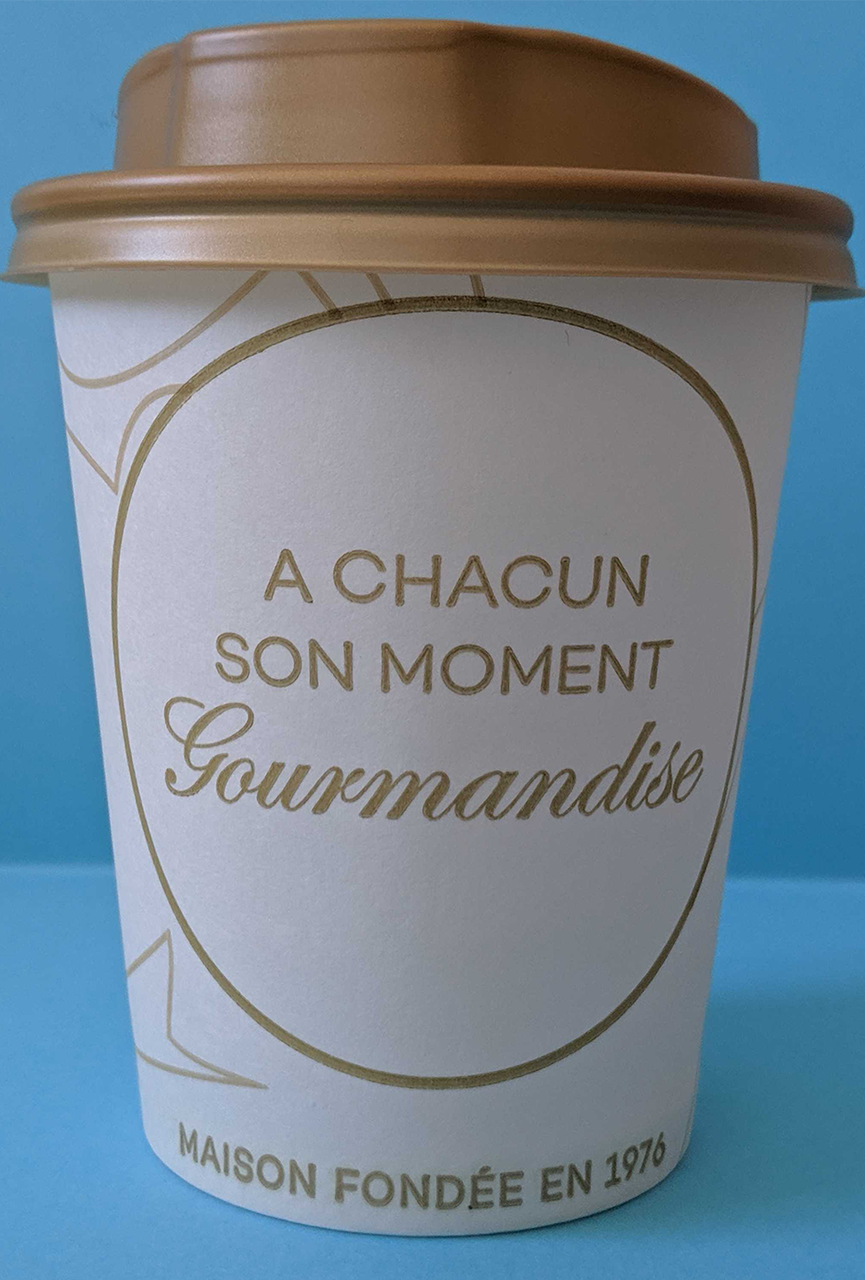 A CHACUN
SON MOMENT
Gourmandise
MAISON FONDÉE EN 1976